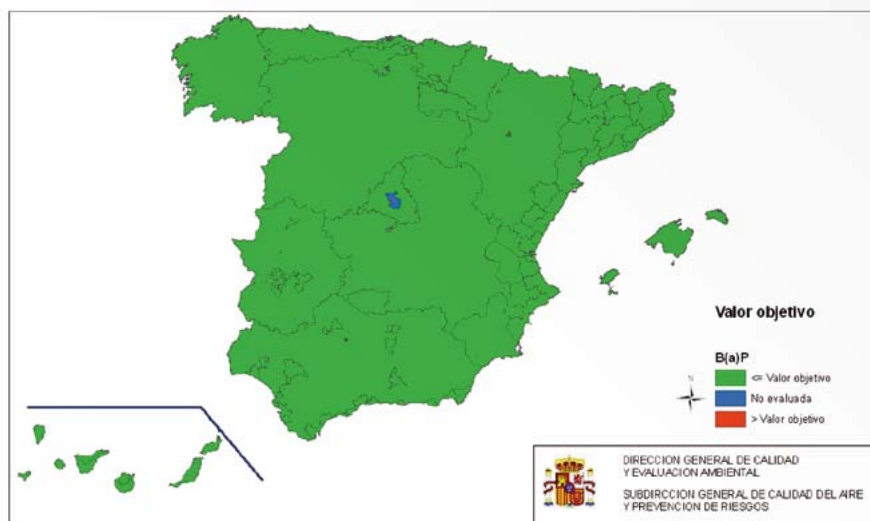 Valor objetivo
B(a)P
<= Valor objetivo
No evaluada
> Valor objetivo
N
DIRECCION GENERAL DE CALIDAD
Y EVALUACION AMBIENTAL
SUBDIRCCION GENERAL DE CALIDAD DEL AIRE
Y PREVENCION DE RIESGOS